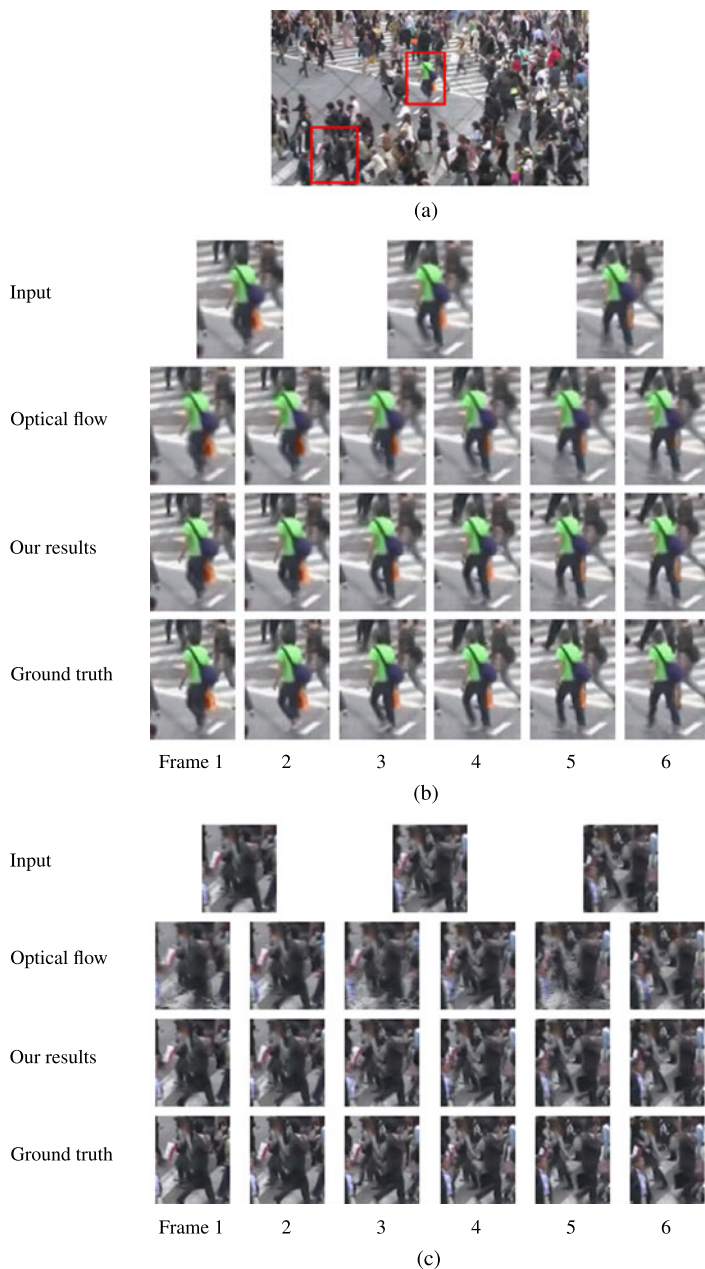 (a)
Input
Optical flow
Our results
Ground truth
Frame 1 2 3 4 5 6
(b)
Input
Optical flow
Our results
Ground truth
Frame 1 2 3 4 5 6
(c)